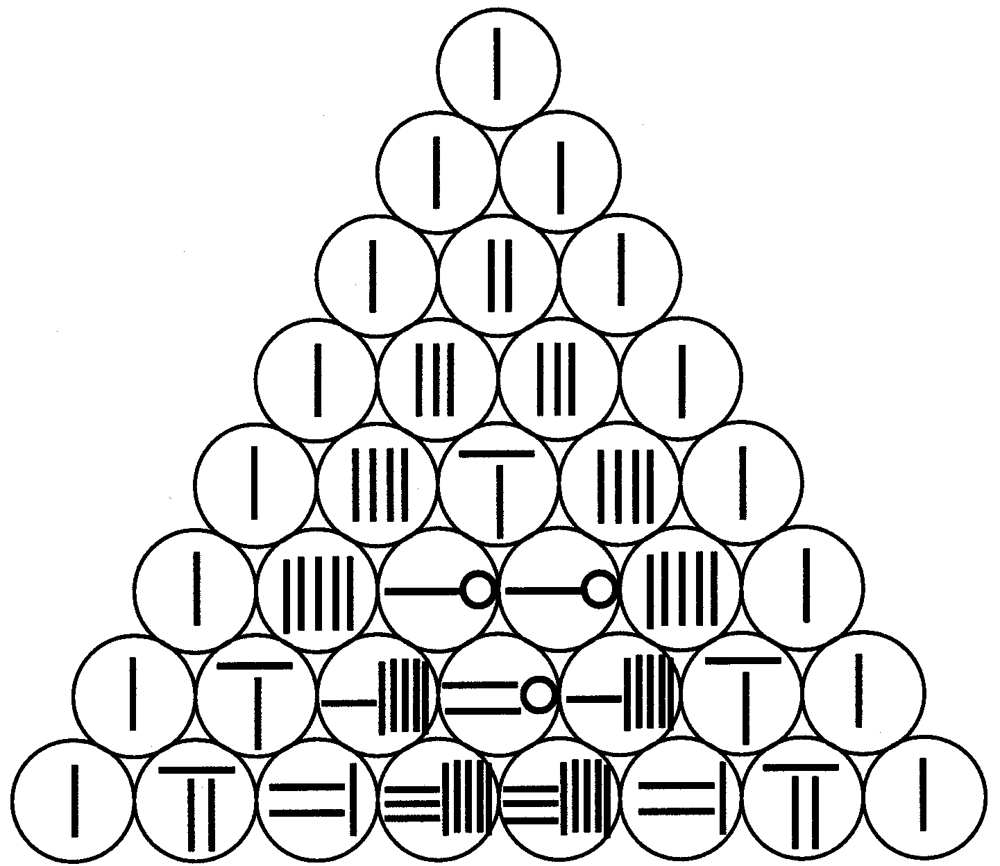 𝍠
𝍠 𝍠
𝍠 𝍡 𝍠
𝍠 𝍢 𝍢 𝍠
𝍠 𝍣 𝍥 𝍣 𝍠
𝍠 𝍤 𝍩〇 𝍩〇 𝍤 𝍠
𝍠 𝍥 𝍩𝍤 𝍪〇 𝍩𝍤 𝍥 𝍠
𝍠 𝍦 𝍪𝍠 𝍫𝍤 𝍫𝍤 𝍪𝍠 𝍦 𝍠